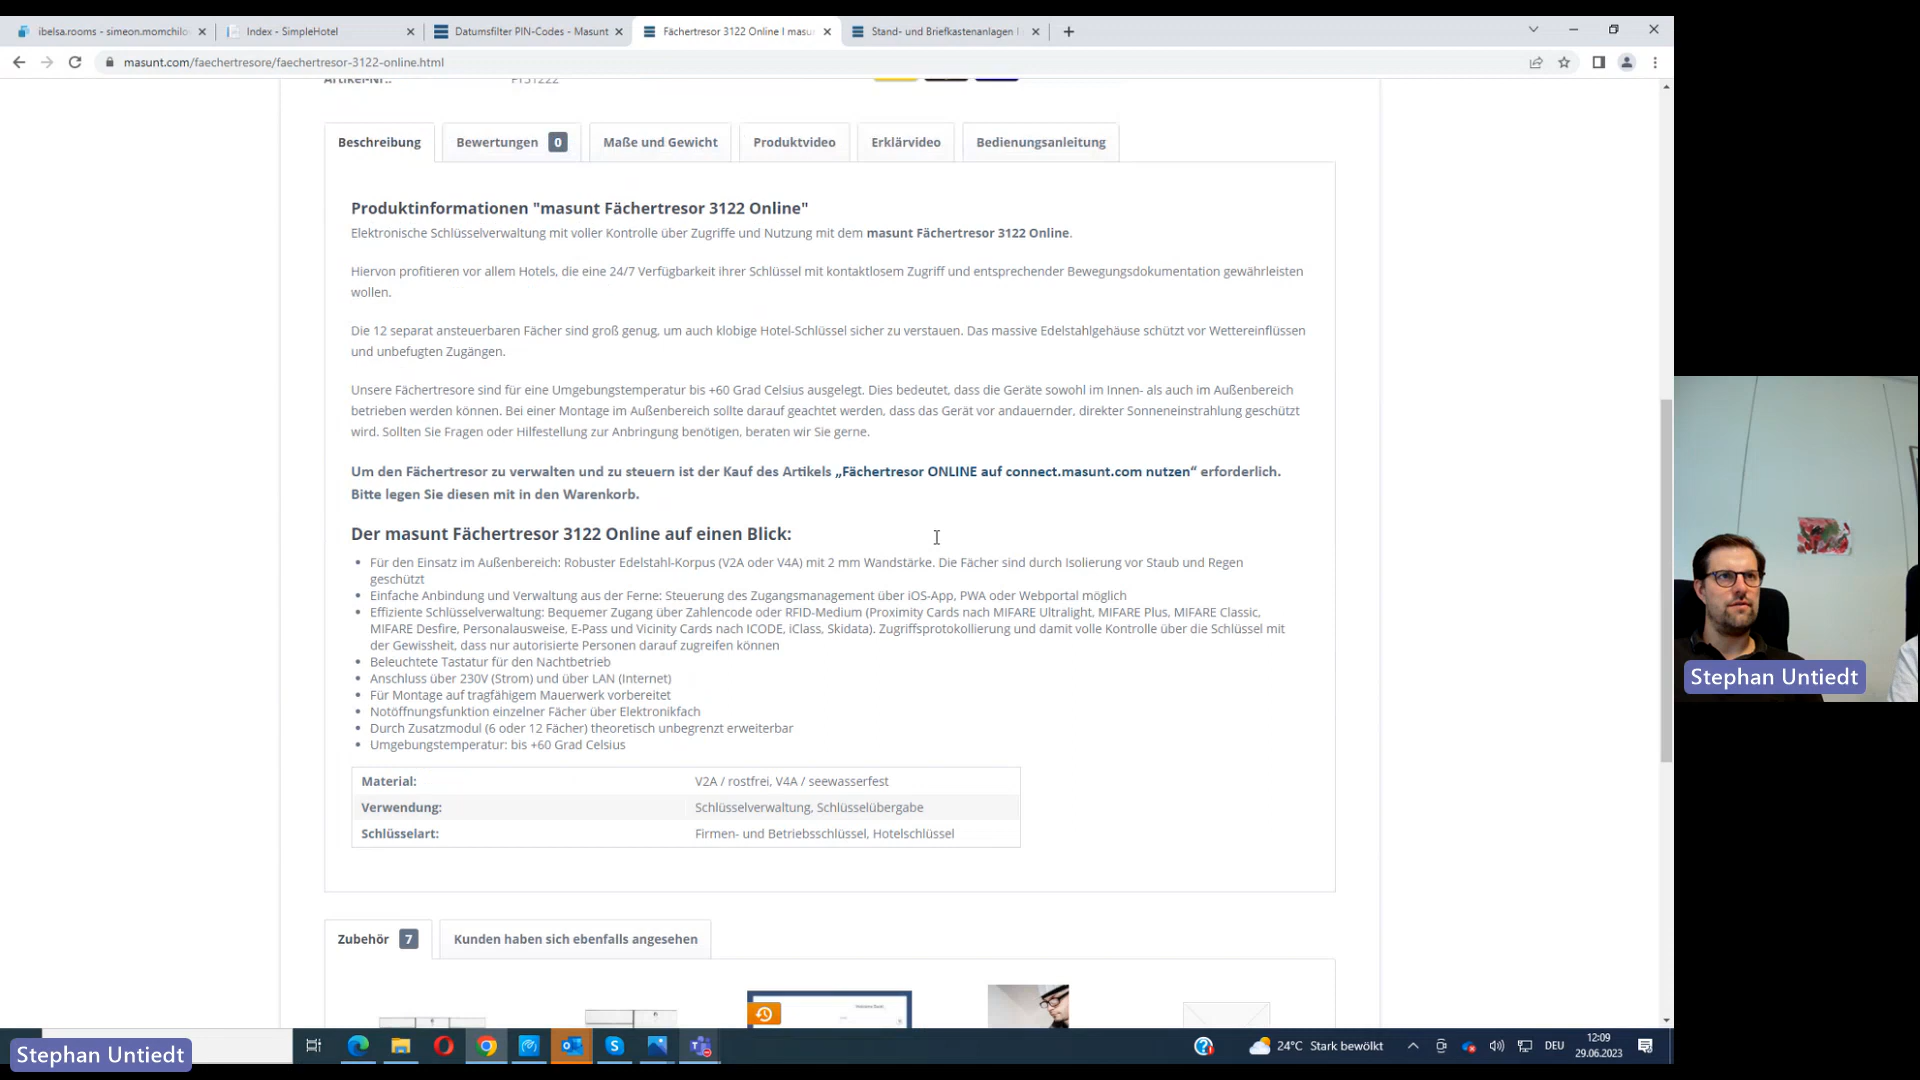 ibelsa.rooms - simeon.momchilo
Index - SimpleHotel
Datumsfilter PIN-Codes - Masunt
Fächertresor 3122 Online I masu
Stand- und Briefkastenanlagen I
masunt.com/faechertresore/faechertresor-3122-online.html
Artikel-Nr.: FT31222
Beschreibung
Bewertungen 0
Maße und Gewicht
Produktvideo
Erklärvideo
Bedienungsanleitung
Produktinformationen "masunt Fächertresor 3122 Online"
Elektronische Schlüsselverwaltung mit voller Kontrolle über Zugriffe und Nutzung mit dem masunt Fächertresor 3122 Online.
Hiervon profitieren vor allem Hotels, die eine 24/7 Verfügbarkeit ihrer Schlüssel mit kontaktlosem Zugriff und entsprechender Bewegungsdokumentation gewährleisten
wollen.
Die 12 separat ansteuerbaren Fächer sind groß genug, um auch klobige Hotel-Schlüssel sicher zu verstauen. Das massive Edelstahlgehäuse schützt vor Wettereinflüssen
und unbefugten Zugängen.
Unsere Fächertresore sind für eine Umgebungstemperatur bis +60 Grad Celsius ausgelegt. Dies bedeutet, dass die Geräte sowohl im Innen- als auch im Außenbereich
betrieben werden können. Bei einer Montage im Außenbereich sollte darauf geachtet werden, dass das Gerät vor andauernder, direkter Sonneneinstrahlung geschützt
wird. Sollten Sie Fragen oder Hilfestellung zur Anbringung benötigen, beraten wir Sie gerne.
Um den Fächertresor zu verwalten und zu steuern ist der Kauf des Artikels „Fächertresor ONLINE auf connect.masunt.com nutzen“ erforderlich.
Bitte legen Sie diesen mit in den Warenkorb.
Der masunt Fächertresor 3122 Online auf einen Blick:
• Für den Einsatz im Außenbereich: Robuster Edelstahl-Korpus (V2A oder V4A) mit 2 mm Wandstärke. Die Fächer sind durch Isolierung vor Staub und Regen
geschützt
• Einfache Anbindung und Verwaltung aus der Ferne: Steuerung des Zugangsmanagement über iOS-App, PWA oder Webportal möglich
• Effiziente Schlüsselverwaltung: Bequemer Zugang über Zahlencode oder RFID-Medium (Proximity Cards nach MIFARE Ultralight, MIFARE Plus, MIFARE Classic,
MIFARE Desfire, Personalausweise, E-Pass und Vicinity Cards nach ICODE, iClass, Skidata). Zugriffsprotokollierung und damit volle Kontrolle über die Schlüssel mit
der Gewissheit, dass nur autorisierte Personen darauf zugreifen können
• Beleuchtete Tastatur für den Nachtbetrieb
• Anschluss über 230V (Strom) und über LAN (Internet)
• Für Montage auf tragfähigem Mauerwerk vorbereitet
• Notöffnungsfunktion einzelner Fächer über Elektronikfach
• Durch Zusatzmodul (6 oder 12 Fächer) theoretisch unbegrenzt erweiterbar
• Umgebungstemperatur: bis +60 Grad Celsius
Material: V2A / rostfrei, V4A / seewasserfest
Verwendung: Schlüsselverwaltung, Schlüsselübergabe
Schlüsselart: Firmen- und Betriebsschlüssel, Hotelschlüssel
Zubehör 7
Kunden haben sich ebenfalls angesehen
Stephan Untiedt
Stephan Untiedt
24°C Stark bewölkt
DEU
12:09
29.06.2023